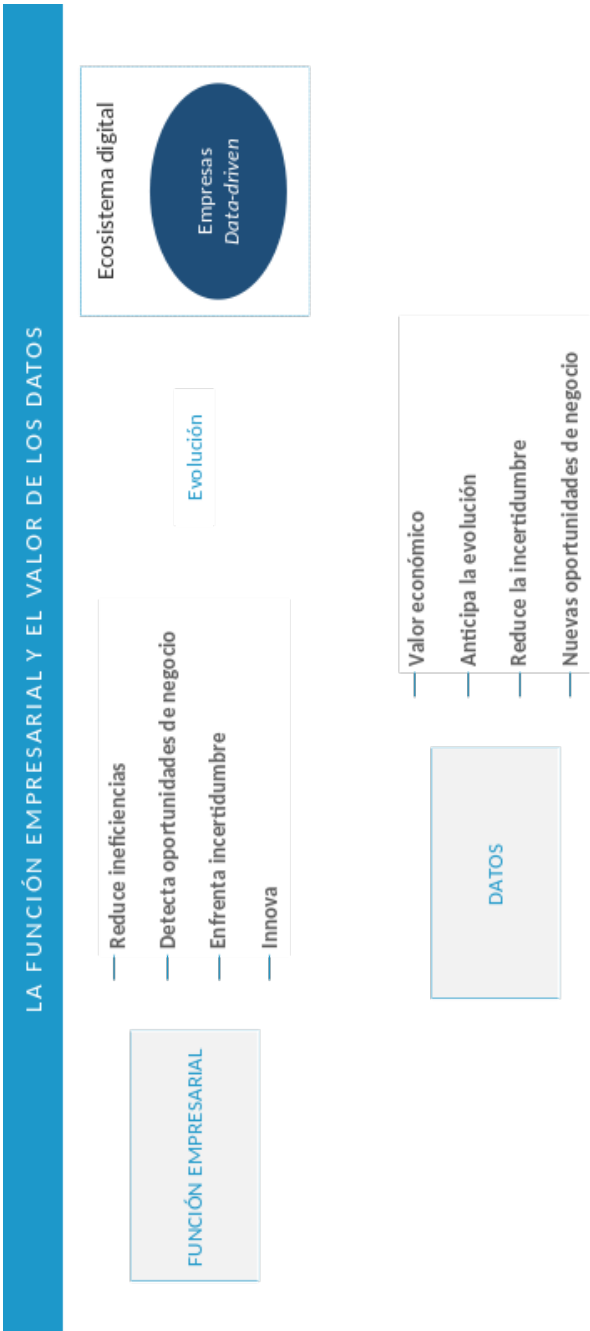 LA FUNCIÓN EMPRESARIAL Y EL VALOR DE LOS DATOS
FUNCIÓN EMPRESARIAL
Reduce ineficiencias
Detecta oportunidades de negocio
Enfrenta incertidumbre
Innova
Evolución
Ecosistema digital
Empresas
Data-driven
DATOS
Valor económico
Anticipa la evolución
Reduce la incertidumbre
Nuevas oportunidades de negocio